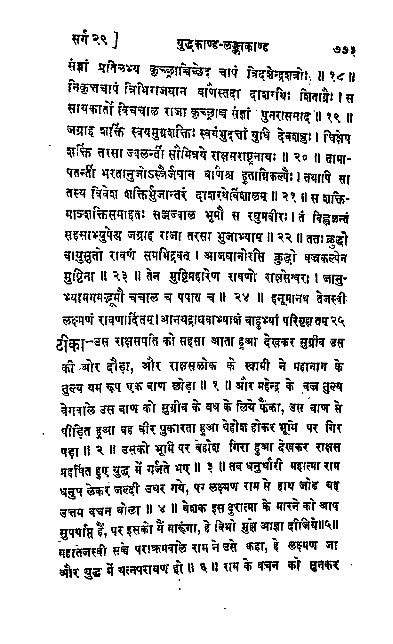 सर्ग २९ ] युद्धकाण्ड-लङ्काकाण्ड ७७३
संज्ञां प्रतिलभ्य कृच्छ्राच्चिच्छेद चापं त्रिदशेन्द्रशत्रोः ॥ १८ ॥
निकृत्तचापं त्रिभिराजघान बाणैस्तदा दाशरथिः शिताग्रैः । स
सायकार्तो विचचाल राजा कृच्छ्राच्च संज्ञां पुनराससाद ॥ १९ ॥
जग्राह शक्तिं स्वयमुग्रशक्तिः स्वयंभुदत्तां युधि देवशत्रुः । चिक्षेप
शक्तिं तरसा ज्वलन्तीं सौमित्रये राक्षसराष्ट्रनाथः ॥ २० ॥ तामा-
पतन्तीं भरतानुजोऽस्त्रैर्जघान बाणैश्च हुताग्निकल्पैः । तथापि सा
तस्य विवेश शक्तिर्भुजान्तरं दाशरथेर्विशालम् ॥ २१ ॥ स शक्ति-
माञ्शक्तिसमाहतः सञ्जज्वाल भूमौ स रघुप्रवीरः । तं विह्वलन्तं
सहसाभ्युपेत्य जग्राह राजा तरसा भुजाभ्याम् ॥ २२ ॥ ततः क्रुद्धो
वायुसुतो रावणं समभिद्रवत् । आजघानोरसि क्रुद्धो वज्रकल्पेन
मुष्टिना ॥ २३ ॥ तेन मुष्टिप्रहारेण रावणो राक्षसेश्वरः । जानु-
भ्यामगमद्भूमौ चचाल च पपात च ॥ २४ ॥ हनूमानथ तेजस्वी
लक्ष्मणं रावणार्दितम् । आनयद्राघवाभ्याशं बाहुभ्यां परिगृह्य तम् २५
टीका—उस राक्षसपति को सहसा आता हुआ देखकर सुग्रीव उस
की ओर दौड़ा, और राक्षसलोक के स्वामी ने महानाग के
तुल्य यम रूप एक बाण छोड़ा ॥ १ ॥ और महेन्द्र के वज्र तुल्य
वेगवाले उस बाण को सुग्रीव के वध के लिये फैंका, उस बाण से
पीड़ित हुआ वह वीर पुकारता हुआ बेहोश होकर भूमि पर गिर
पड़ा ॥ २ ॥ उसको भूमि पर बेहोश गिरा हुआ देखकर राक्षस
प्रहर्षित हुए युद्ध में गर्जते भए ॥ ३ ॥ तब धनुर्धारी महात्मा राम
धनुष लेकर जल्दी उधर गये, पर लक्ष्मण राम से हाथ जोड़ यह
उत्तम वचन बोला ॥ ४ ॥ बेशक इस दुरात्मा के मारने को आप
सुपर्याप्त हैं, पर इसको मैं मारूंगा, हे विभो मुझे आज्ञा दीजिये॥५॥
महातेजस्वी सच्चे पराक्रमवाले राम ने उसे कहा, हे लक्ष्मण जा
और युद्ध में यत्नपरायण हो ॥ ६ ॥ राम के वचन को सुनकर